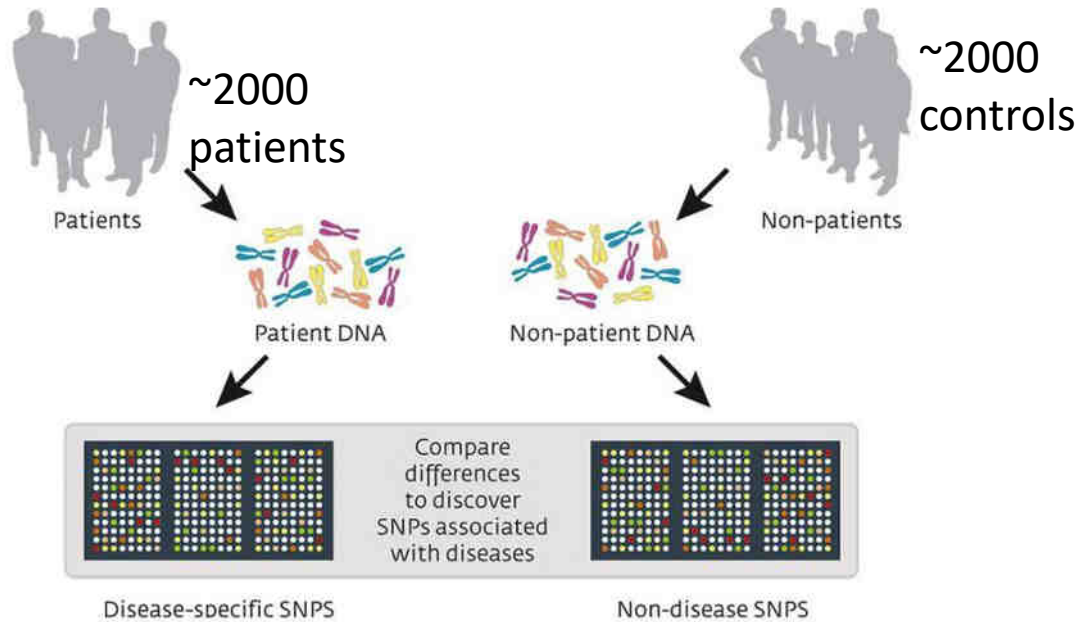 ~2000
patients
~2000
controls
Patients
Non-patients
Patient DNA
Non-patient DNA
Compare
differences
to discover
SNPs associated
with diseases
Disease-specific SNPS
Non-disease SNPS